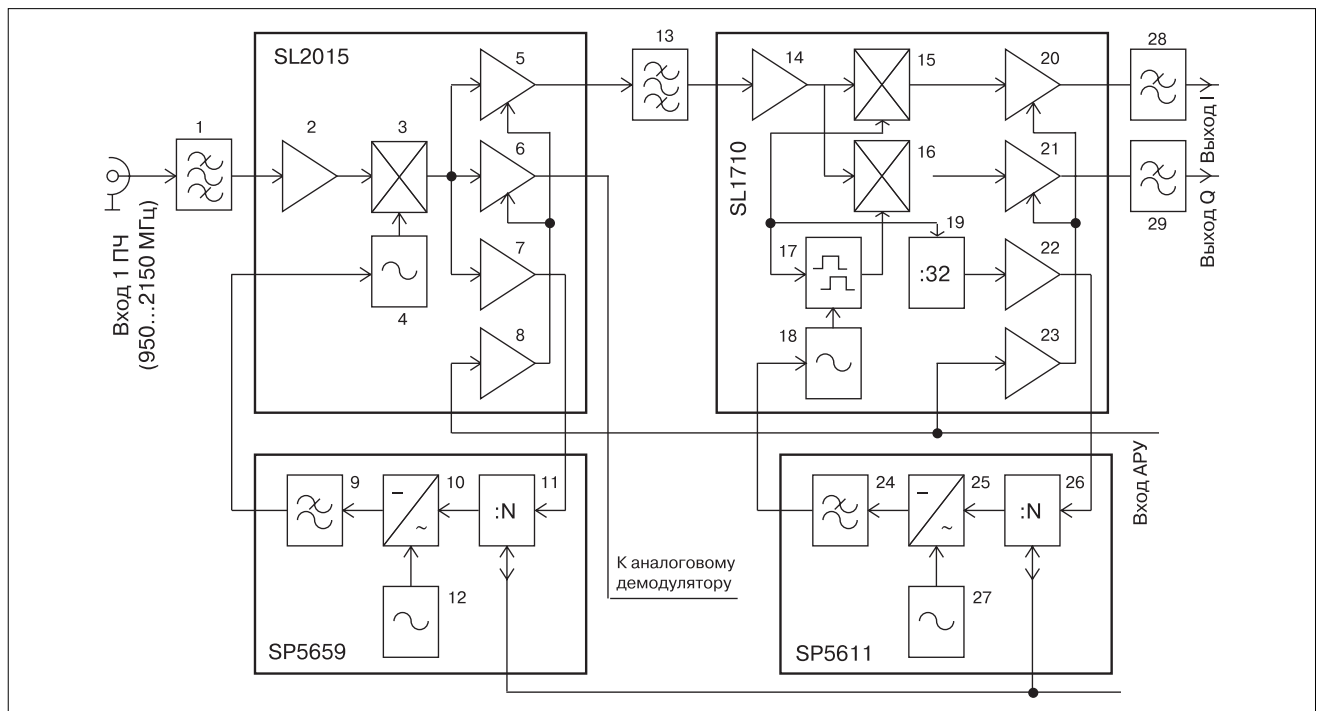 SL2015
1
2
3
4
5
6
7
8
13
SL1710
14
15
16
17
18
19
:32
20
21
22
23
28
29
Вход 1 ПЧ
(950...2150 МГц)
Выход I
Выход Q
9
–
~
10
:N
11
12
SP5659
К аналоговому
демодулятору
24
–
~
25
:N
26
27
SP5611
Вход АРУ